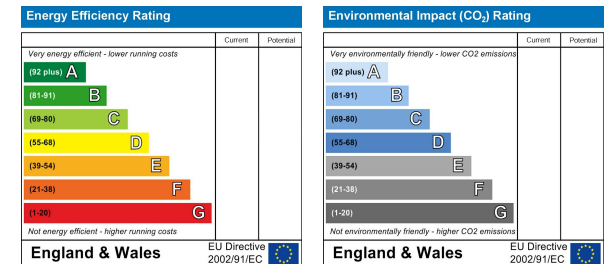 Energy Efficiency Rating
Current Potential
Very energy efficient - lower running costs
(92 plus) A
(81-91) B
(69-80) C
(55-68) D
(39-54) E
(21-38) F
(1-20) G
Not energy efficient - higher running costs
England & Wales
EU Directive
2002/91/EC
Environmental Impact (CO₂) Rating
Current Potential
Very environmentally friendly - lower CO2 emissions
(92 plus) A
(81-91) B
(69-80) C
(55-68) D
(39-54) E
(21-38) F
(1-20) G
Not environmentally friendly - higher CO2 emissions
England & Wales
EU Directive
2002/91/EC